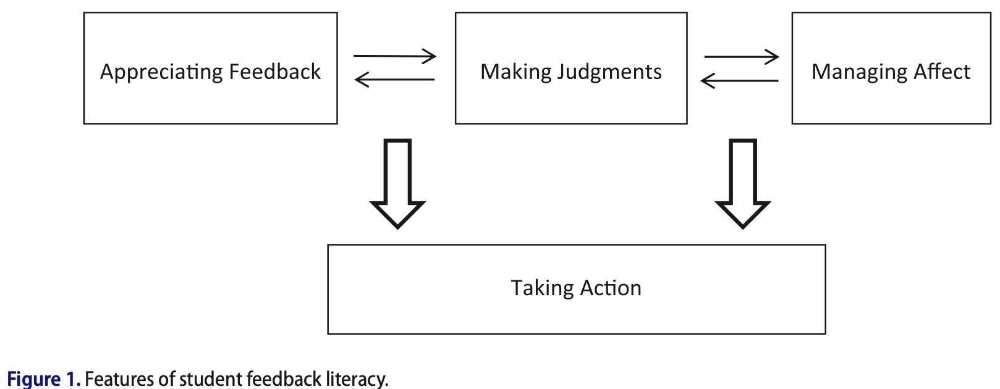 Appreciating Feedback
Making Judgments
Managing Affect
Taking Action
Figure 1. Features of student feedback literacy.